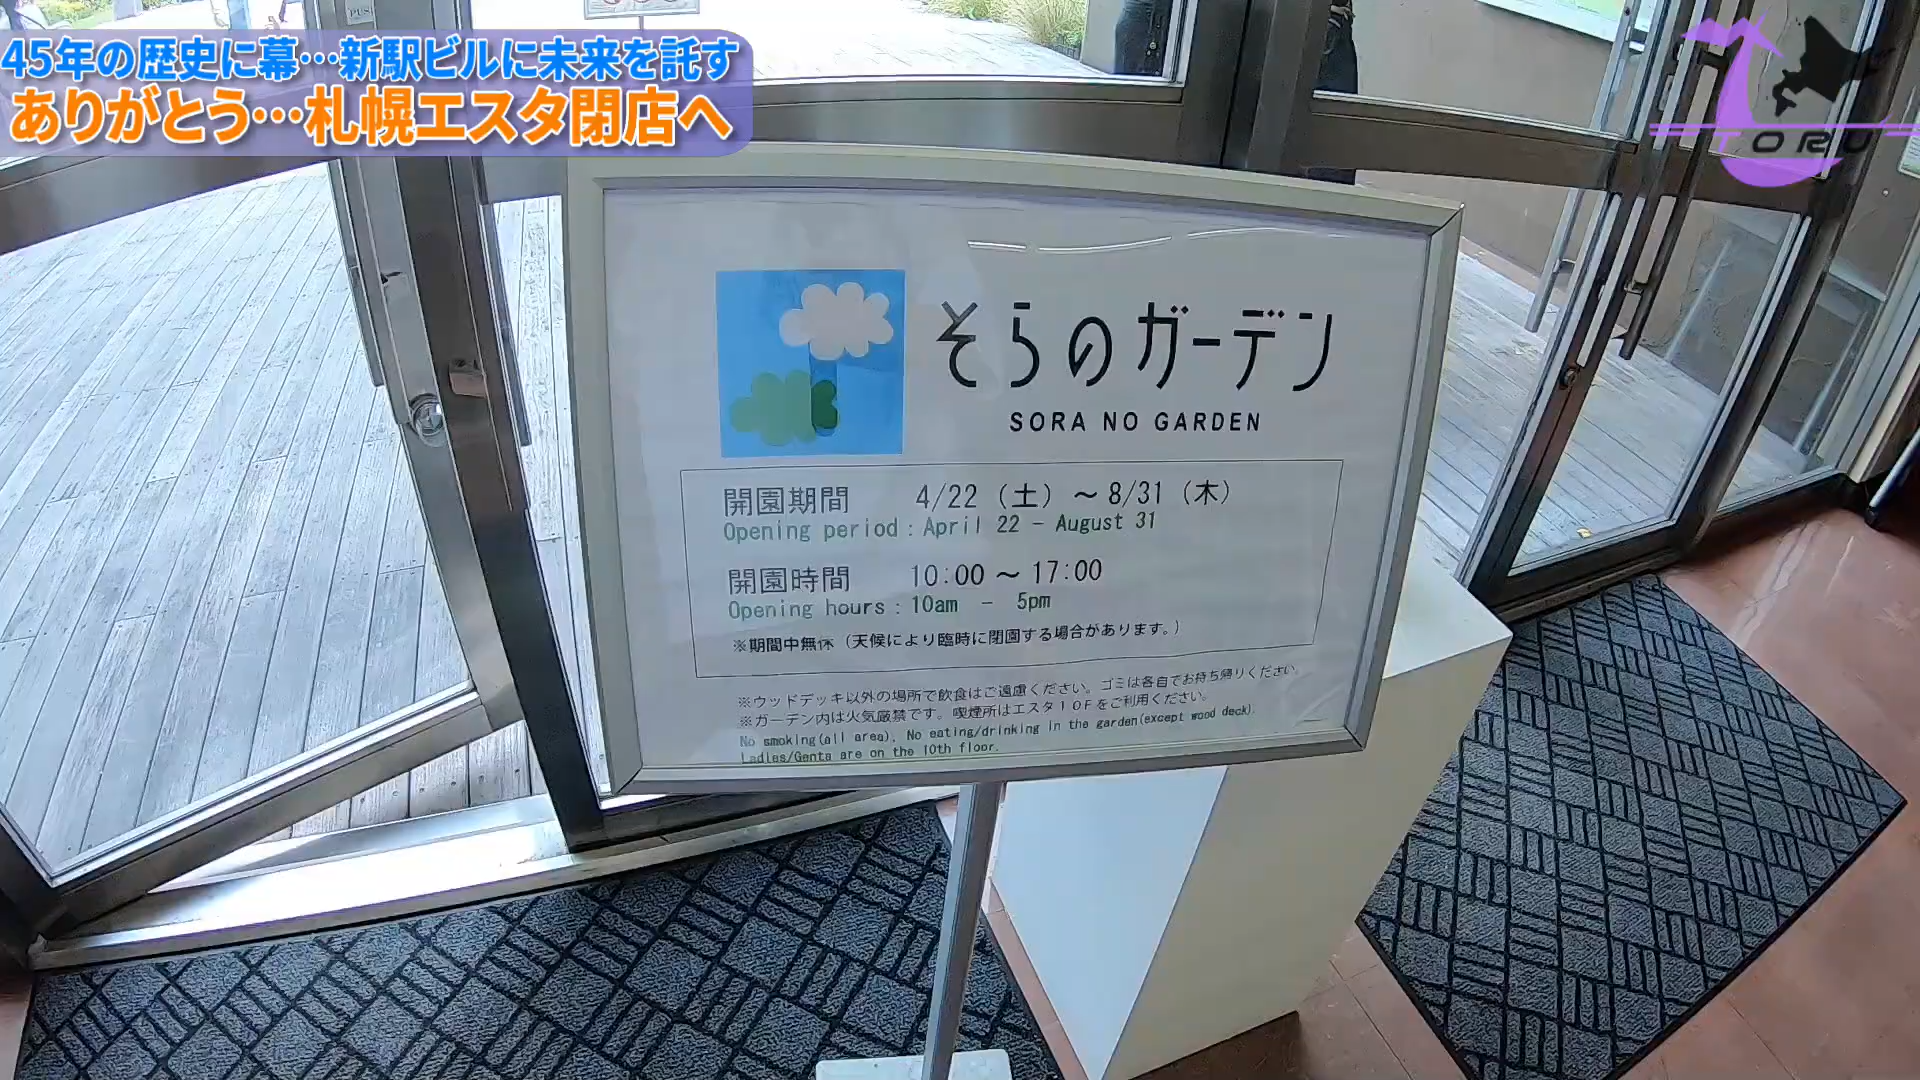 45年の歴史に幕…新駅ビルに未来を託す
ありがとう…札幌エスタ閉店へ
TORU
そらのガーデン
SORA NO GARDEN
開園期間 4/22（土）～8/31（木）
Opening period : April 22 - August 31
開園時間 10:00～17:00
Opening hours : 10am - 5pm
※期間中無休（天候により臨時に閉園する場合があります。）
※ウッドデッキ以外の場所で飲食はご遠慮ください。ゴミは各自でお持ち帰りください。
※ガーデン内は火気厳禁です。喫煙所はエスタ10Fをご利用ください。
No smoking(all area), No eating/drinking in the garden(except wood deck).
Ladies/Gents are on the 10th floor.